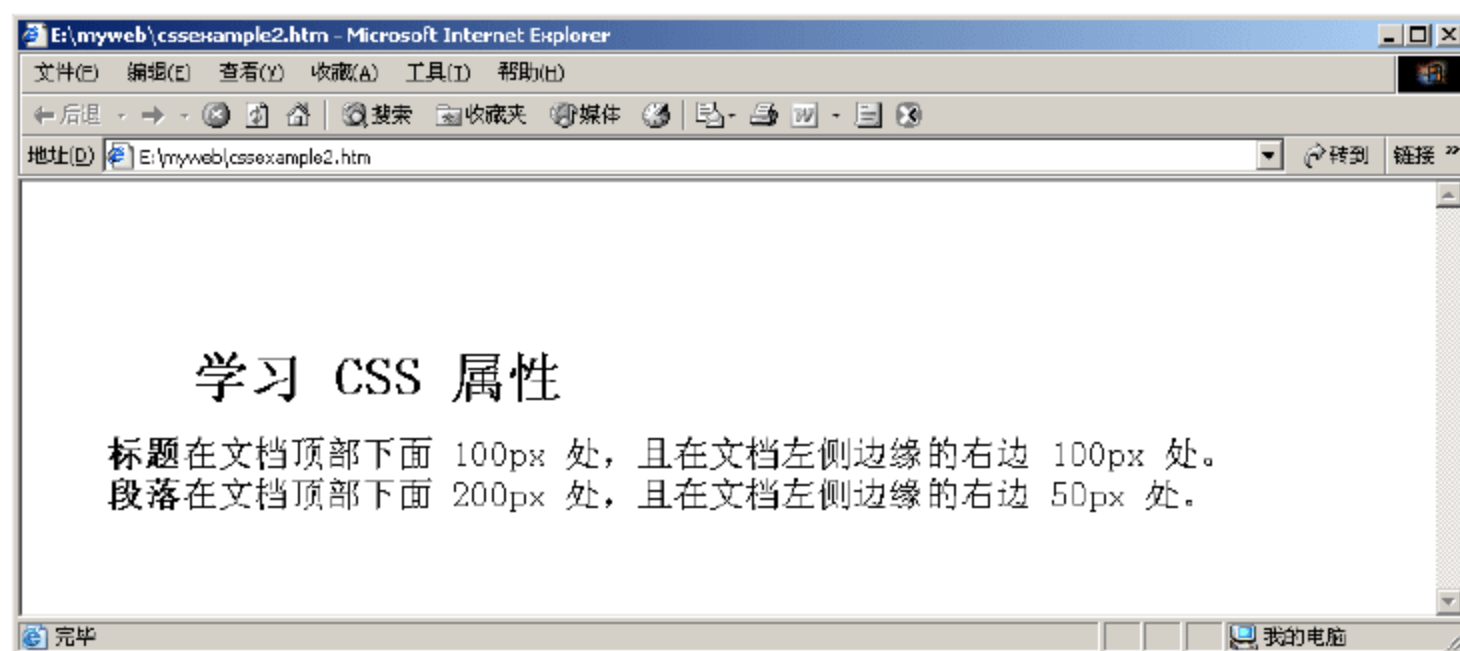 E:\myweb\cssexample2.htm - Microsoft Internet Explorer
文件(F) 编辑(E) 查看(V) 收藏(A) 工具(T) 帮助(H)
后退 搜索 收藏夹 媒体
地址(D) E:\myweb\cssexample2.htm 转到 链接 »
学习 CSS 属性
标题在文档顶部下面 100px 处，且在文档左侧边缘的右边 100px 处。
段落在文档顶部下面 200px 处，且在文档左侧边缘的右边 50px 处。
完毕 我的电脑